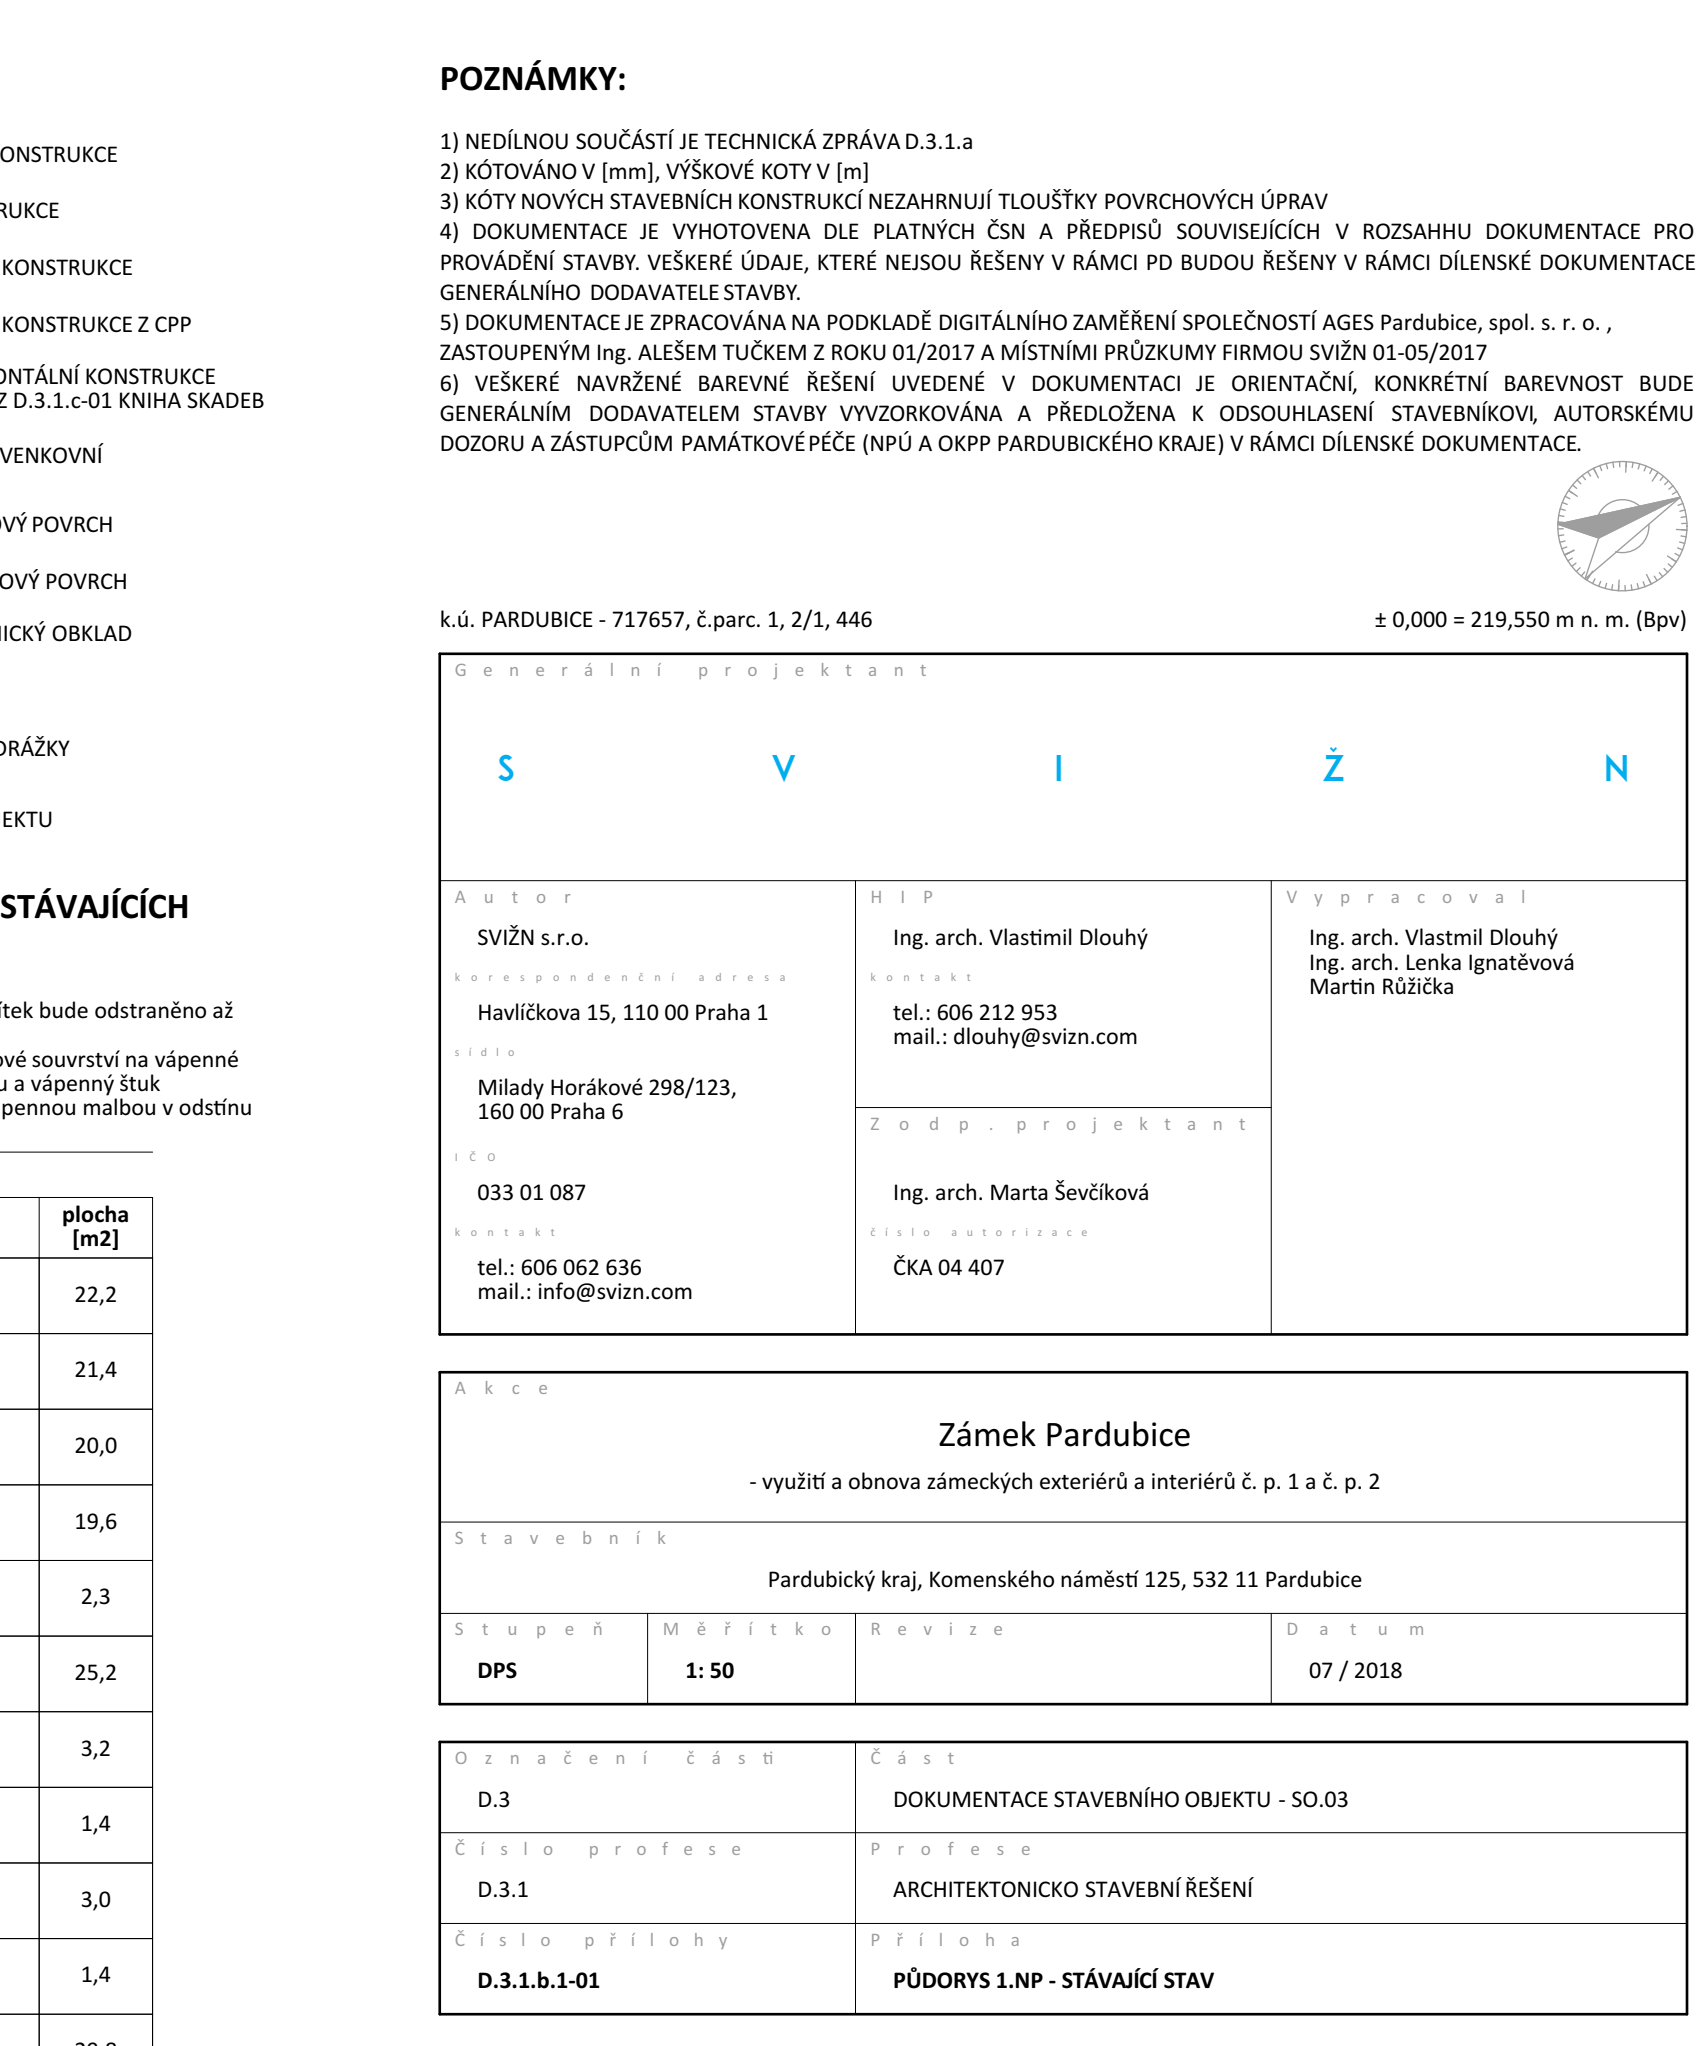 ONSTRUKCE
RUKCE
KONSTRUKCE
KONSTRUKCE Z CPP
ONTÁLNÍ KONSTRUKCE
Z D.3.1.c-01 KNIHA SKADEB
VENKOVNÍ
OVÝ POVRCH
OVÝ POVRCH
NICKÝ OBKLAD
DRÁŽKY
EKTU
STÁVAJÍCÍCH
ítek bude odstraněno až
ové souvrství na vápenné
u a vápenný štuk
pennou malbou v odstínu
plocha
[m2]
22,2
21,4
20,0
19,6
2,3
25,2
3,2
1,4
3,0
1,4
POZNÁMKY:
1) NEDÍLNOU SOUČÁSTÍ JE TECHNICKÁ ZPRÁVA D.3.1.a
2) KÓTOVÁNO V [mm], VÝŠKOVÉ KOTY V [m]
3) KÓTY NOVÝCH STAVEBNÍCH KONSTRUKCÍ NEZAHRNUJÍ TLOUŠŤKY POVRCHOVÝCH ÚPRAV
4) DOKUMENTACE JE VYHOTOVENA DLE PLATNÝCH ČSN A PŘEDPISŮ SOUVISEJÍCÍCH V ROZSAHHU DOKUMENTACE PRO
PROVÁDĚNÍ STAVBY. VEŠKERÉ ÚDAJE, KTERÉ NEJSOU ŘEŠENY V RÁMCI PD BUDOU ŘEŠENY V RÁMCI DÍLENSKÉ DOKUMENTACE
GENERÁLNÍHO DODAVATELE STAVBY.
5) DOKUMENTACE JE ZPRACOVÁNA NA PODKLADĚ DIGITÁLNÍHO ZAMĚŘENÍ SPOLEČNOSTÍ AGES Pardubice, spol. s. r. o. ,
ZASTOUPENÝM Ing. ALEŠEM TUČKEM Z ROKU 01/2017 A MÍSTNÍMI PRŮZKUMY FIRMOU SVIŽN 01-05/2017
6) VEŠKERÉ NAVRŽENÉ BAREVNÉ ŘEŠENÍ UVEDENÉ V DOKUMENTACI JE ORIENTAČNÍ, KONKRÉTNÍ BAREVNOST BUDE
GENERÁLNÍM DODAVATELEM STAVBY VYVZORKOVÁNA A PŘEDLOŽENA K ODSOUHLASENÍ STAVEBNÍKOVI, AUTORSKÉMU
DOZORU A ZÁSTUPCŮM PAMÁTKOVÉ PÉČE (NPÚ A OKPP PARDUBICKÉHO KRAJE) V RÁMCI DÍLENSKÉ DOKUMENTACE.
k.ú. PARDUBICE - 717657, č.parc. 1, 2/1, 446
± 0,000 = 219,550 m n. m. (Bpv)
Generální projektant
S V I Ž N
Autor
SVIŽN s.r.o.
korespondenční adresa
Havlíčkova 15, 110 00 Praha 1
sídlo
Milady Horákové 298/123,
160 00 Praha 6
IČO
033 01 087
kontakt
tel.: 606 062 636
mail.: info@svizn.com
HIP
Ing. arch. Vlastimil Dlouhý
kontakt
tel.: 606 212 953
mail.: dlouhy@svizn.com
Zodp. projektant
Ing. arch. Marta Ševčíková
číslo autorizace
ČKA 04 407
Vypracoval
Ing. arch. Vlastmil Dlouhý
Ing. arch. Lenka Ignatěvová
Martin Růžička
Akce
Zámek Pardubice
- využití a obnova zámeckých exteriérů a interiérů č. p. 1 a č. p. 2
Stavebník
Pardubický kraj, Komenského náměstí 125, 532 11 Pardubice
Stupeň
DPS
Měřítko
1: 50
Revize
Datum
07 / 2018
Označení části
D.3
Část
DOKUMENTACE STAVEBNÍHO OBJEKTU - SO.03
Číslo profese
D.3.1
Profese
ARCHITEKTONICKO STAVEBNÍ ŘEŠENÍ
Číslo přílohy
D.3.1.b.1-01
Příloha
PŮDORYS 1.NP - STÁVAJÍCÍ STAV